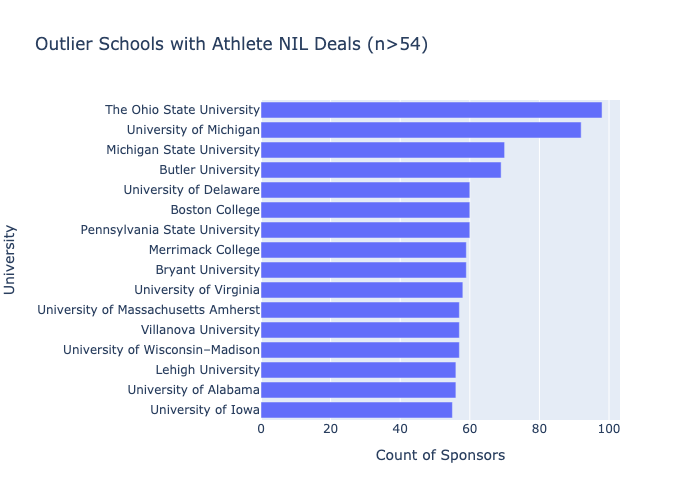 Outlier Schools with Athlete NIL Deals (n>54)
The Ohio State University
University of Michigan
Michigan State University
Butler University
University of Delaware
Boston College
Pennsylvania State University
Merrimack College
Bryant University
University of Virginia
University of Massachusetts Amherst
Villanova University
University of Wisconsin–Madison
Lehigh University
University of Alabama
University of Iowa
University
0 20 40 60 80 100
Count of Sponsors